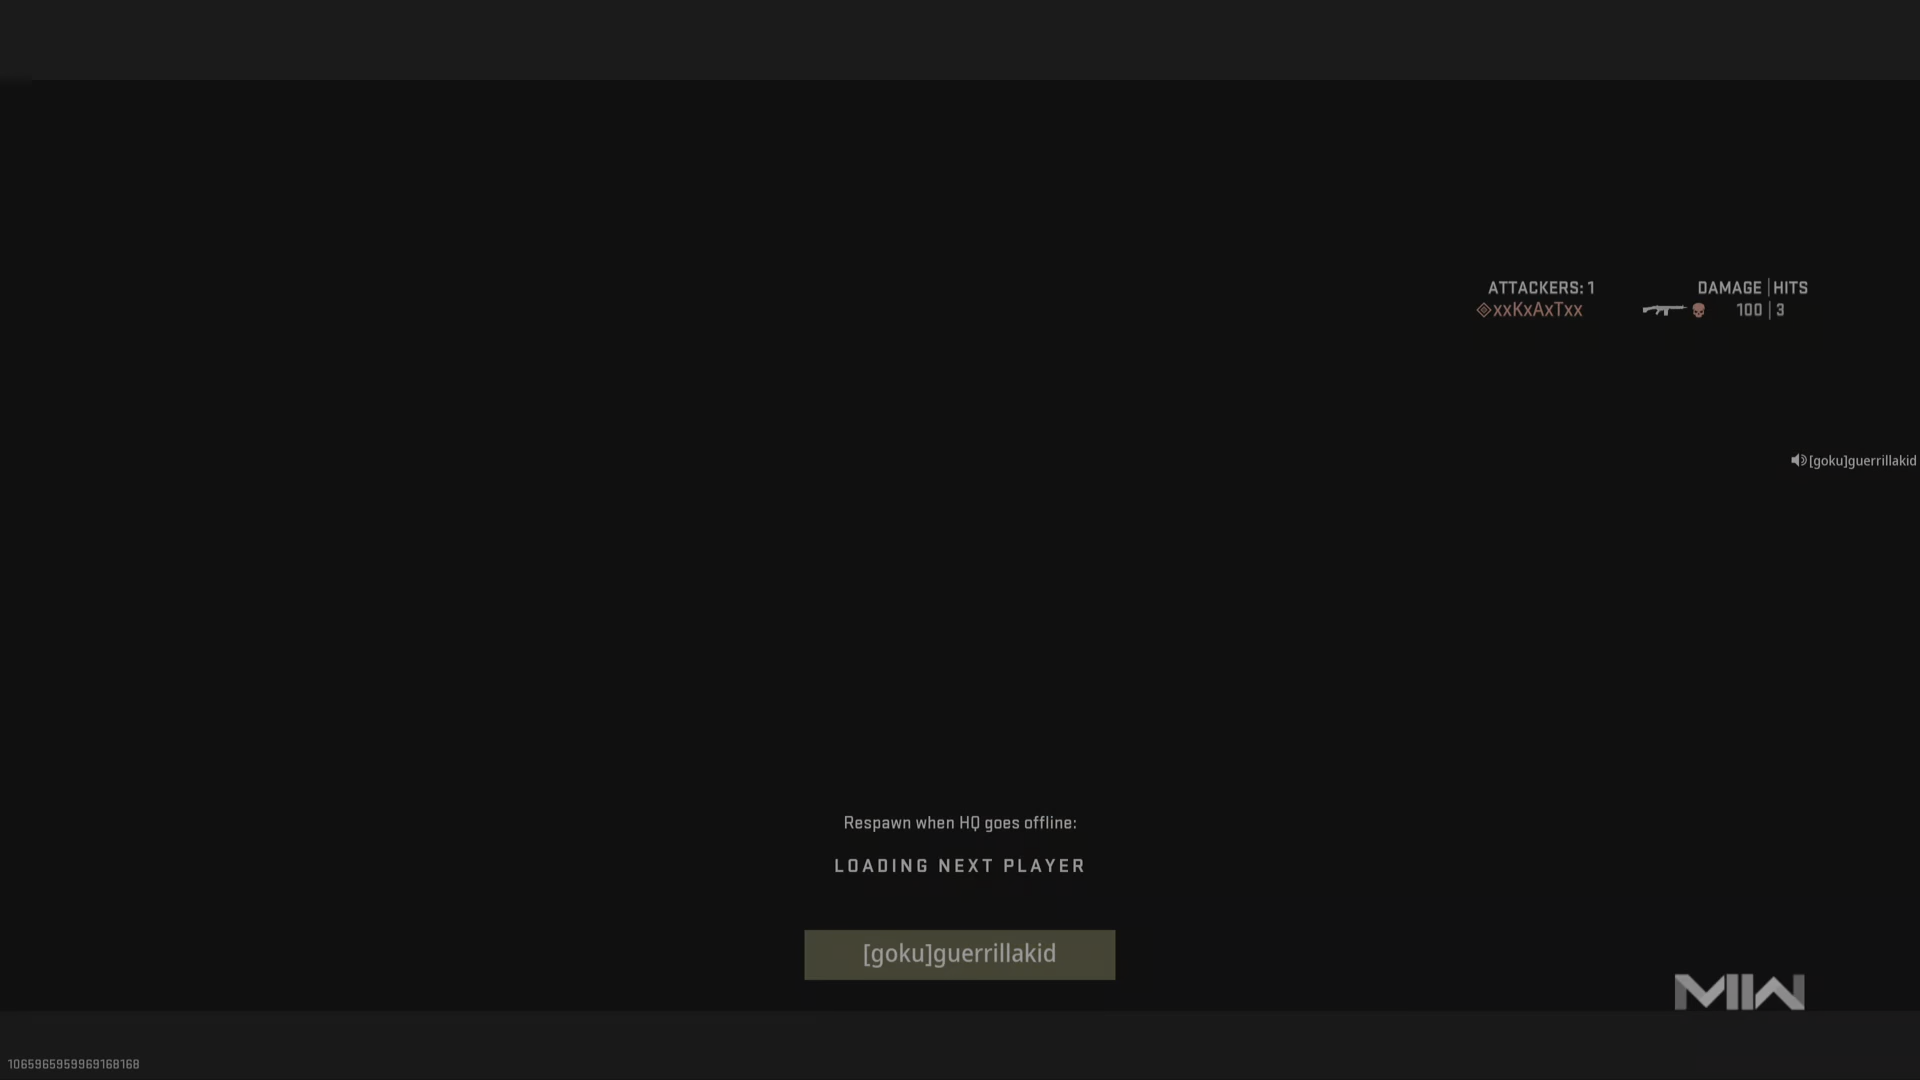 ATTACKERS: 1 DAMAGE | HITS
xxKxAxTxx 100 | 3
[goku]guerrillakid
Respawn when HQ goes offline:
LOADING NEXT PLAYER
[goku]guerrillakid
MW
1065965959969168168